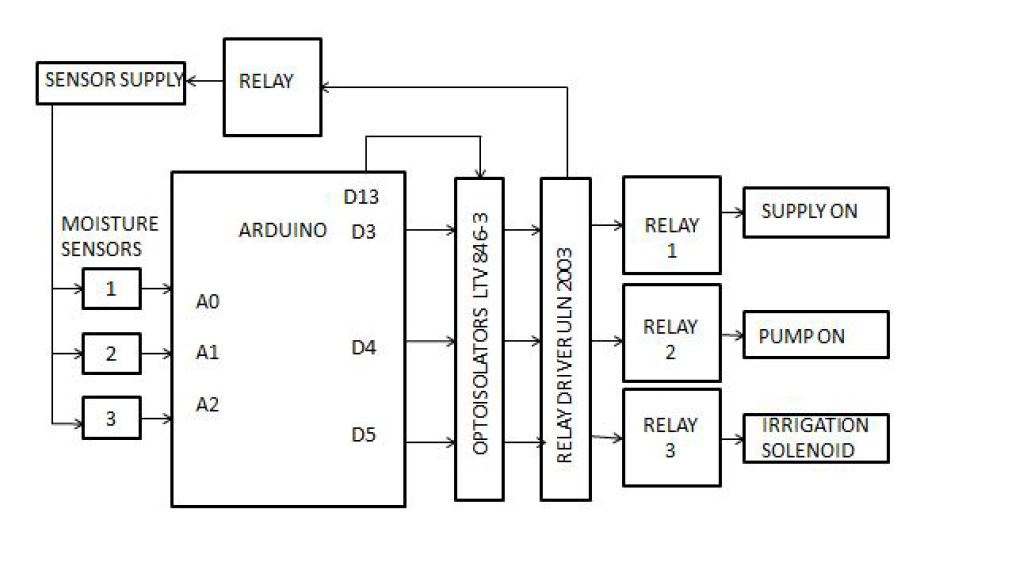 SENSOR SUPPLY
RELAY
MOISTURE
SENSORS
1
2
3
D13
ARDUINO D3
A0
A1
D4
A2
D5
OPTOISOLATORS LTV 846-3
RELAY DRIVER ULN 2003
RELAY
1
SUPPLY ON
RELAY
2
PUMP ON
RELAY
3
IRRIGATION
SOLENOID